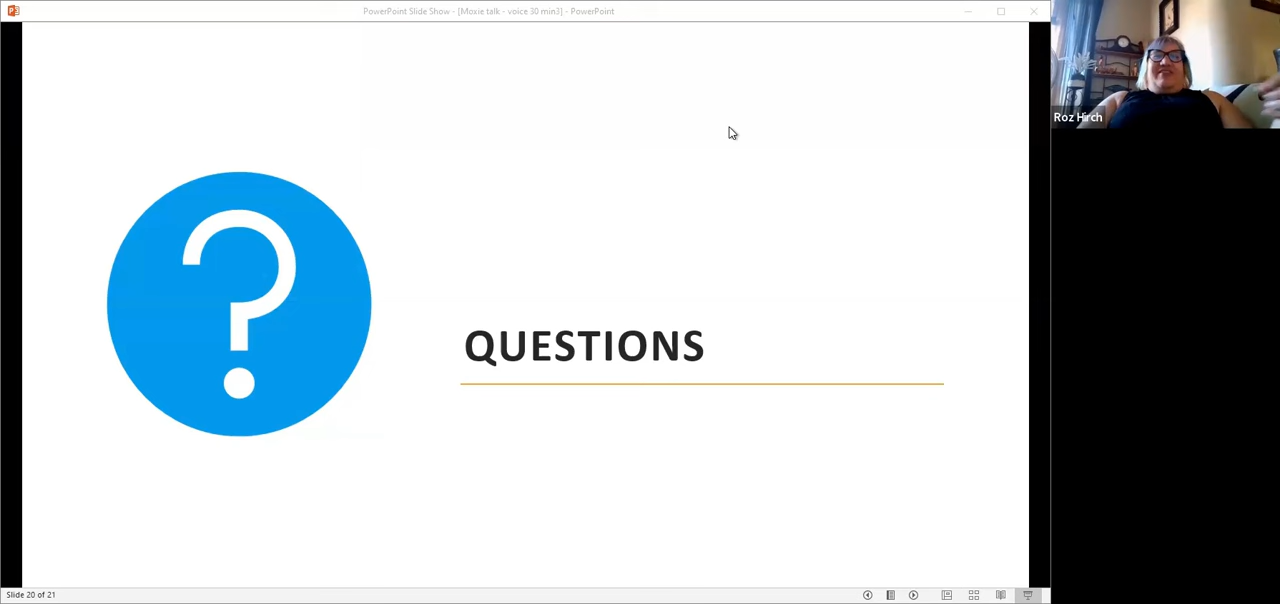 PowerPoint Slide Show - [Moxie talk - voice 30 min3] - PowerPoint
Roz Hirch
?
QUESTIONS
Slide 20 of 21